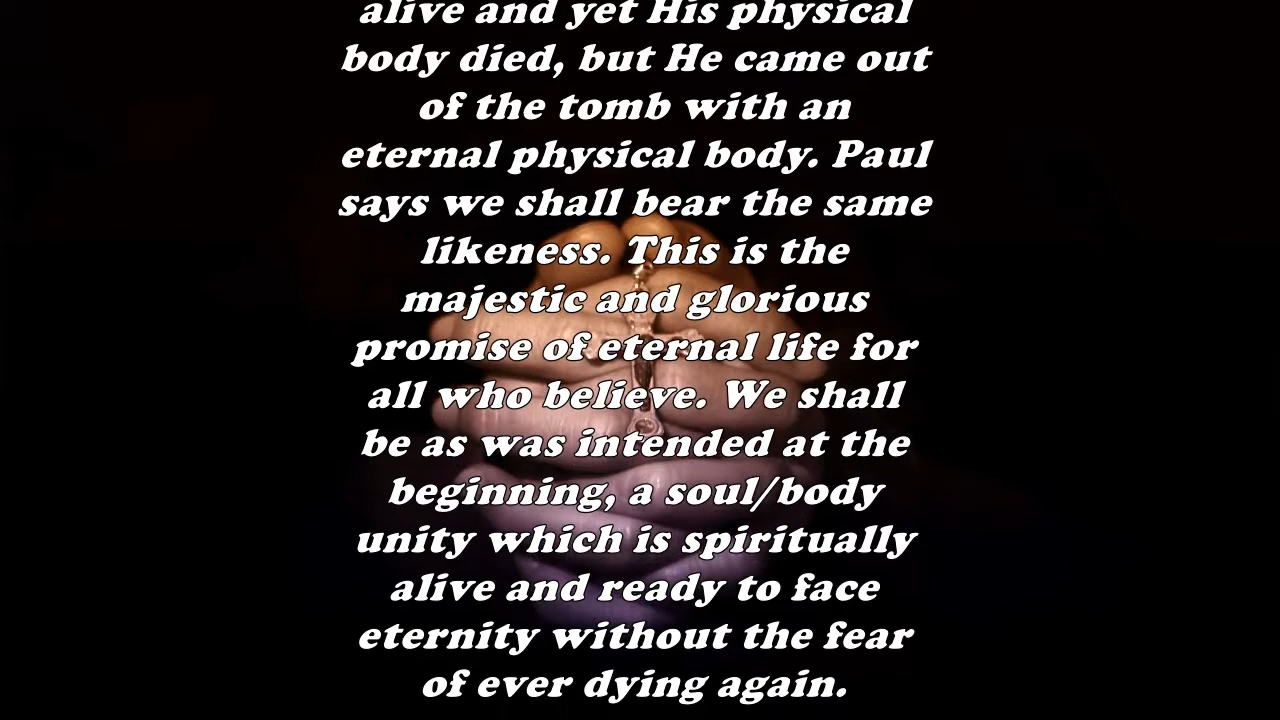 alive and yet His physical
body died, but He came out
of the tomb with an
eternal physical body. Paul
says we shall bear the same
likeness. This is the
majestic and glorious
promise of eternal life for
all who believe. We shall
be as was intended at the
beginning, a soul/body
unity which is spiritually
alive and ready to face
eternity without the fear
of ever dying again.